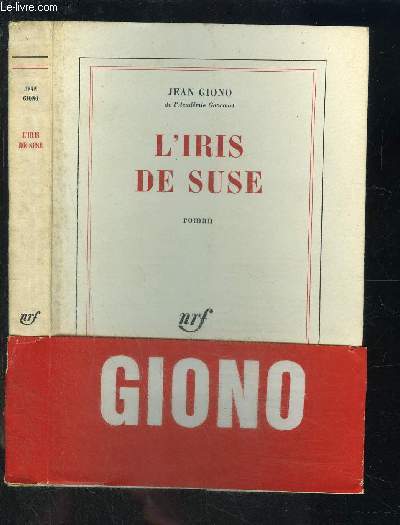 Le-livre.com
JEAN
GIONO
L'IRIS
DE SUSE
nrf
JEAN GIONO
de l'Académie Goncourt
L'IRIS
DE SUSE
roman
nrf
GIONO